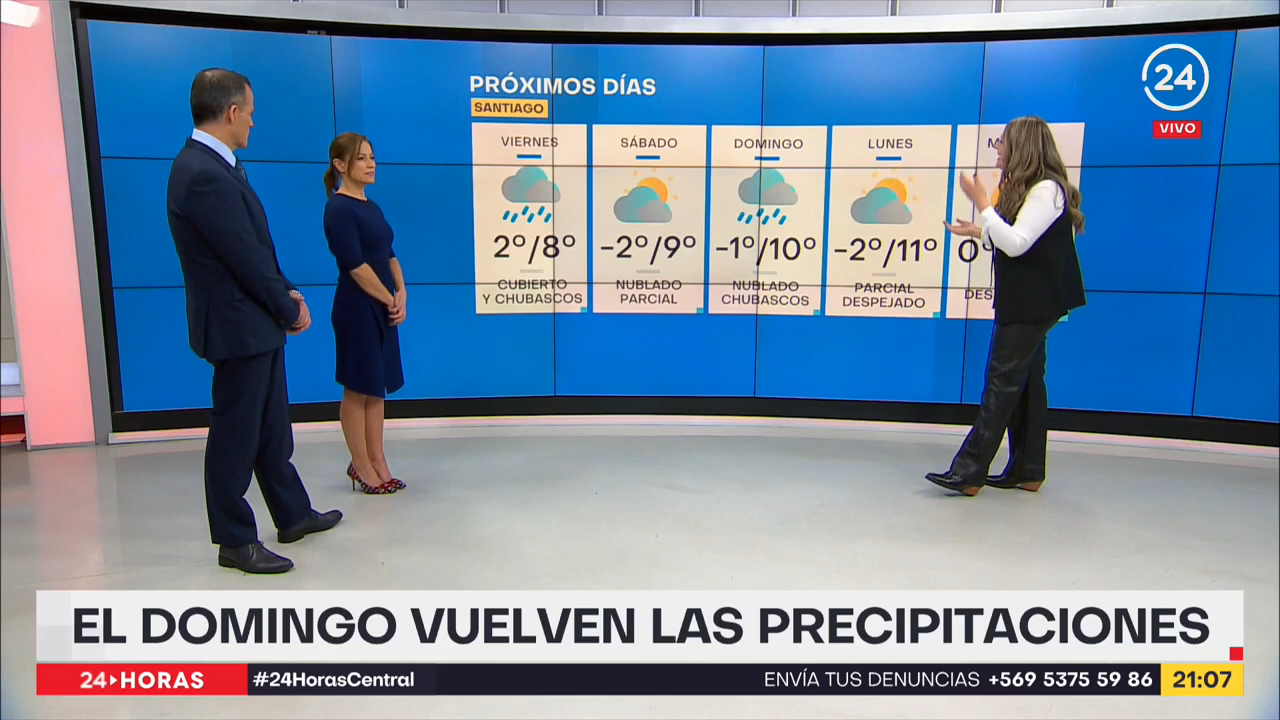 PRÓXIMOS DÍAS
SANTIAGO
VIERNES
2°/8°
CUBIERTO
Y CHUBASCOS
SÁBADO
-2°/9°
NUBLADO
PARCIAL
DOMINGO
-1°/10°
NUBLADO
CHUBASCOS
LUNES
-2°/11°
PARCIAL
DESPEJADO
24
VIVO
EL DOMINGO VUELVEN LAS PRECIPITACIONES
24 HORAS
#24HorasCentral
ENVÍA TUS DENUNCIAS +569 5375 59 86
21:07